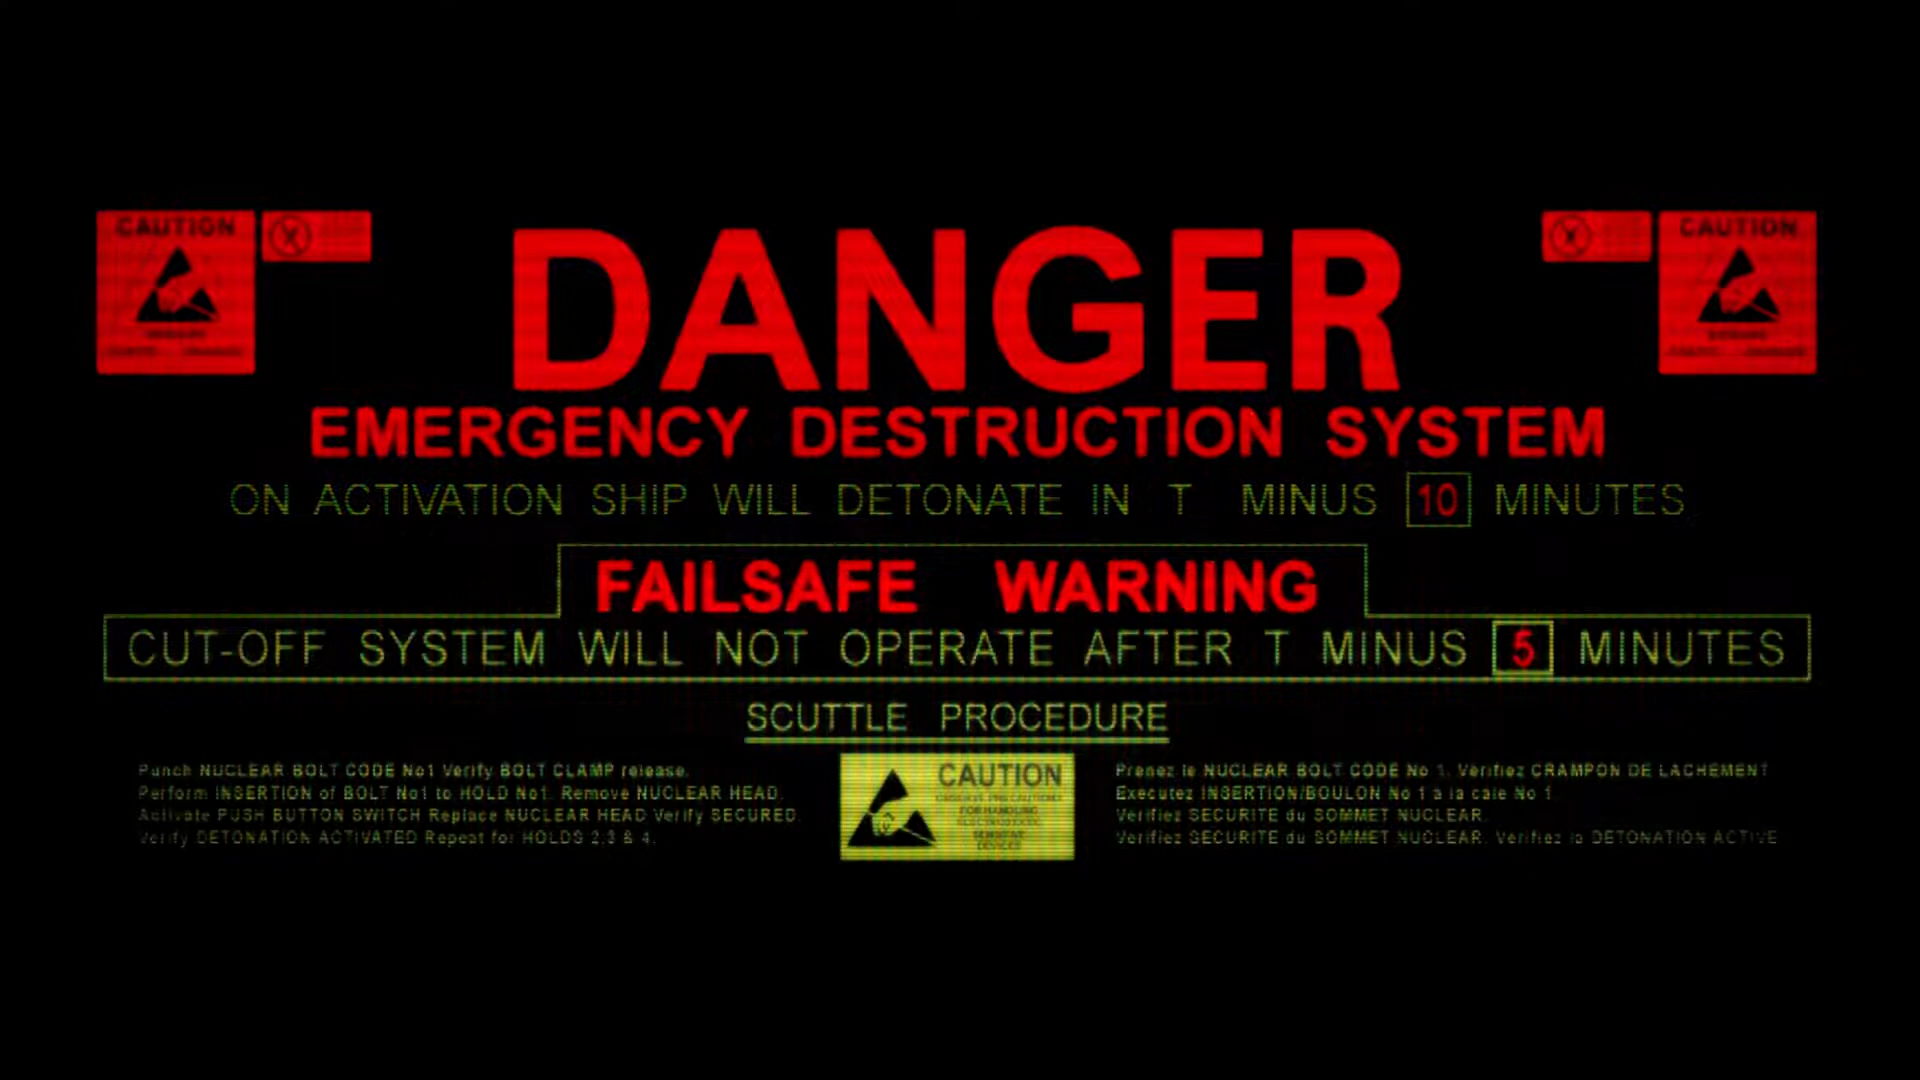 CAUTION
CAUTION
DANGER
EMERGENCY DESTRUCTION SYSTEM
ON ACTIVATION SHIP WILL DETONATE IN T MINUS 10 MINUTES
FAILSAFE WARNING
CUT-OFF SYSTEM WILL NOT OPERATE AFTER T MINUS 5 MINUTES
SCUTTLE PROCEDURE
Punch NUCLEAR BOLT CODE No1 Verify BOLT CLAMP release.
Perform INSERTION of BOLT No1 to HOLD No1. Remove NUCLEAR HEAD.
Activate PUSH BUTTON SWITCH Replace NUCLEAR HEAD Verify SECURED.
Verify DETONATION ACTIVATED Repeat for HOLDS 2,3 & 4.
CAUTION
FOR HANDLING
SENSITIVE
DEVICES
Prenez le NUCLEAR BOLT CODE No 1. Vérifiez CRAMPON DE LACHEMENT
Executez INSERTION/BOULON No 1 à la cale No 1
Verifiez SECURITE du SOMMET NUCLEAR.
Verifiez SECURITE du SOMMET NUCLEAR. Verifiez la DETONATION ACTIVE